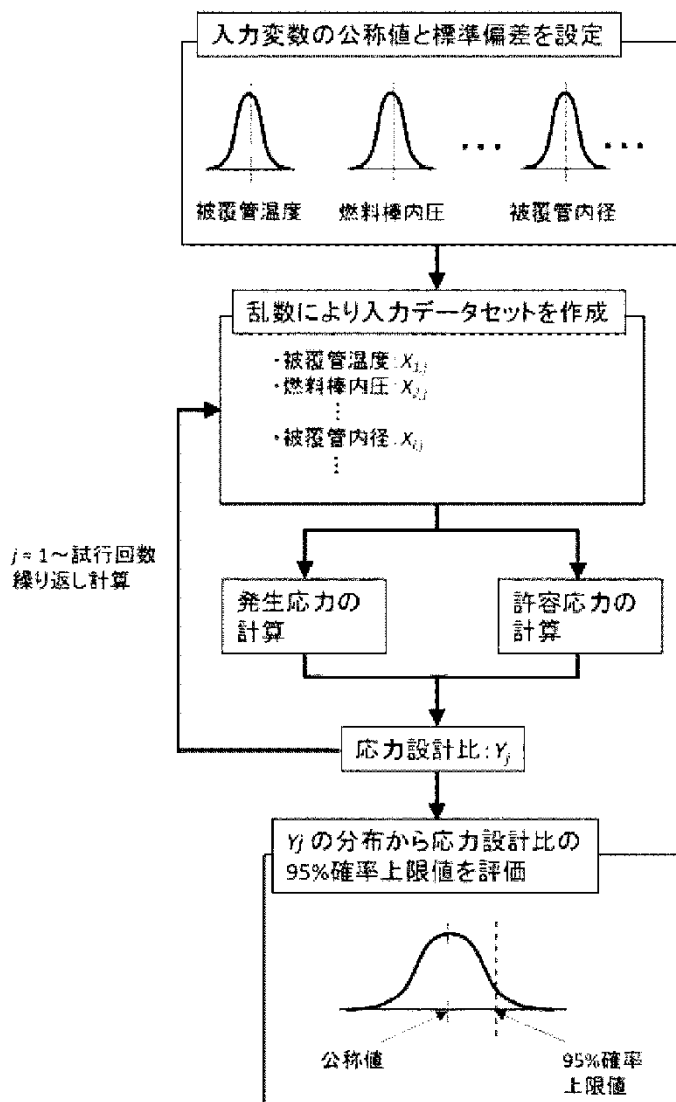 入力変数の公称値と標準偏差を設定
被覆管温度
燃料棒内圧
・・・
被覆管内径
・・・
乱数により入力データセットを作成
・被覆管温度:X1,j
・燃料棒内圧:X2,j
⋮
・被覆管内径:Xi,j
⋮
j = 1～試行回数
繰り返し計算
発生応力の
計算
許容応力の
計算
応力設計比:Yj
Yj の分布から応力設計比の
95%確率上限値を評価
公称値
95%確率
上限値